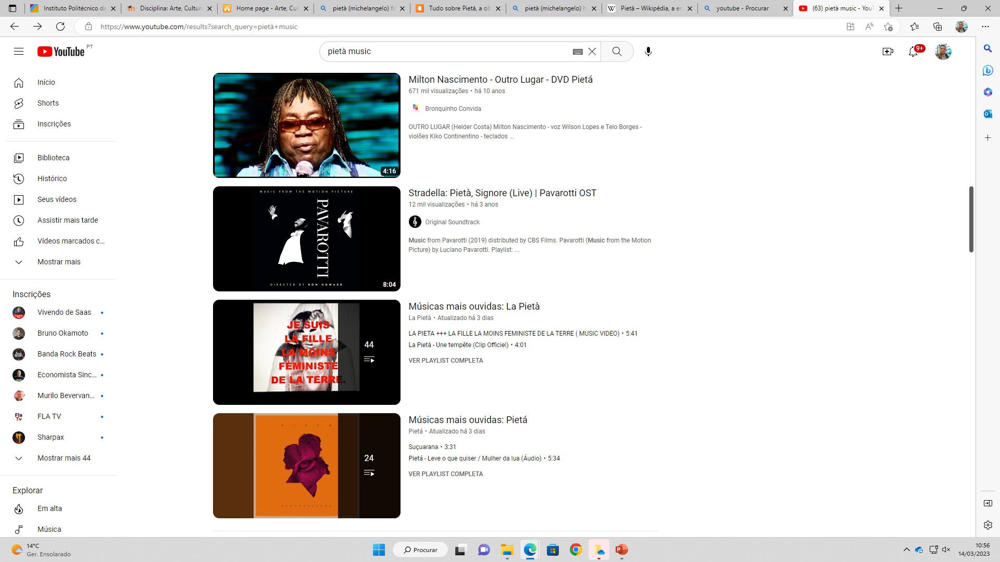 Instituto Politécnico da
Disciplina: Arte, Cultura
Home page - Arte, Cul
pietà (michelangelo) fa
Tudo sobre Pietà, a ob
pietà (michelangelo) h
Pietà – Wikipédia, a en
youtube - Procurar
(63) pietà music - YouT
https://www.youtube.com/results?search_query=pietà+music
YouTube PT
pietà music
9+
Início
Shorts
Inscrições
Biblioteca
Histórico
Seus vídeos
Assistir mais tarde
Vídeos marcados c...
Mostrar mais
Inscrições
Vivendo de Saas
Bruno Okamoto
Banda Rock Beats
Economista Sinc...
Murilo Bevervan...
FLA TV
Sharpax
Mostrar mais 44
Explorar
Em alta
Música
4:16
Milton Nascimento - Outro Lugar - DVD Pietá
671 mil visualizações • há 10 anos
Bronquinho Convida
OUTRO LUGAR (Helder Costa) Milton Nascimento - voz Wilson Lopes e Telo Borges -
violões Kiko Continentino - teclados ...
MUSIC FROM THE MOTION PICTURE
PAVAROTTI
DIRECTED BY RON HOWARD
8:04
Stradella: Pietà, Signore (Live) | Pavarotti OST
12 mil visualizações • há 3 anos
Original Soundtrack
Music from Pavarotti (2019) distributed by CBS Films. Pavarotti (Music from the Motion
Picture) by Luciano Pavarotti. Playlist: ...
JE SUIS
LA FILLE
LA MOINS
FÉMINISTE
DE LA TERRE.
44
Músicas mais ouvidas: La Pietà
La Pietà • Atualizado há 3 dias
LA PIETA +++ LA FILLE LA MOINS FEMINISTE DE LA TERRE ( MUSIC VIDEO) • 5:41
La Pietà - Une tempête (Clip Officiel) • 4:01
VER PLAYLIST COMPLETA
PIETÁ
24
Músicas mais ouvidas: Pietá
Pietá • Atualizado há 3 dias
Suçuarana • 3:31
Pietá - Leve o que quiser / Mulher da lua (Áudio) • 5:34
VER PLAYLIST COMPLETA
14°C
Ger. Ensolarado
Procurar
10:56
14/03/2023